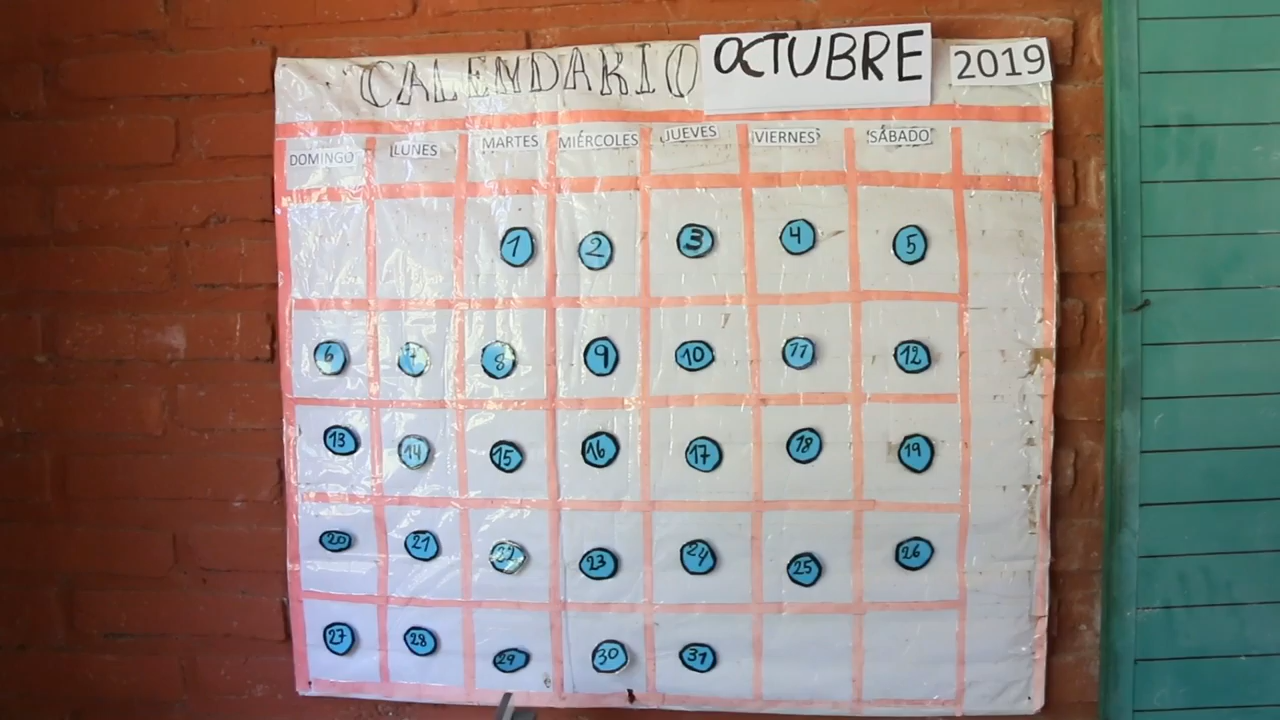 CALENDARIO OCTUBRE 2019
DOMINGO LUNES MARTES MIÉRCOLES JUEVES VIERNES SÁBADO
1 2 3 4 5
6 7 8 9 10 11 12
13 14 15 16 17 18 19
20 21 22 23 24 25 26
27 28 29 30 31